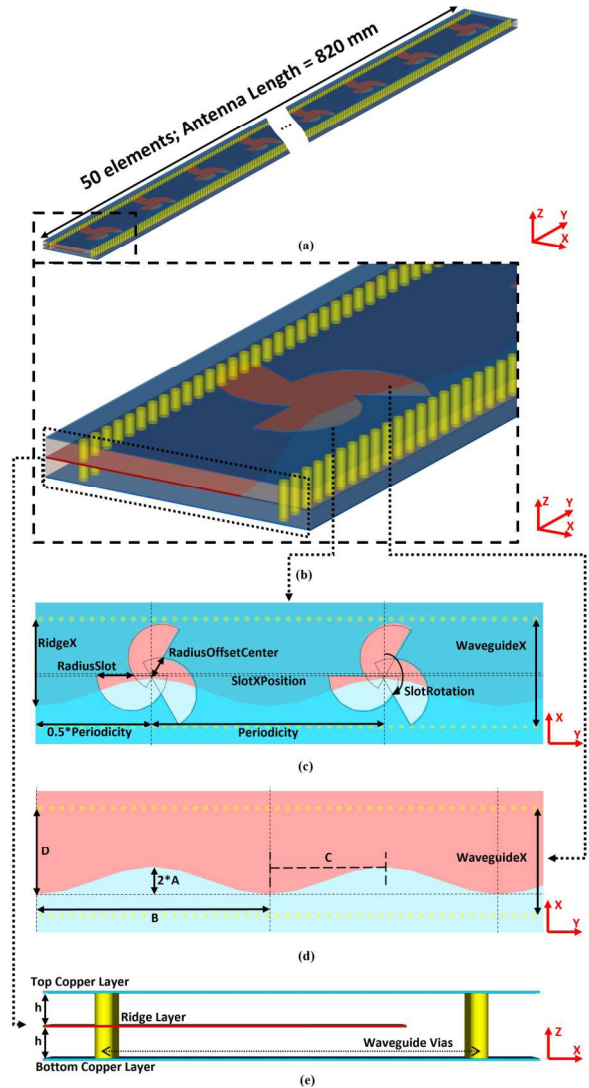 50 elements; Antenna Length = 820 mm
...
(a)
Z
Y
X
(b)
Z
Y
X
RidgeX
RadiusSlot
RadiusOffsetCenter
SlotXPosition
WaveguideX
SlotRotation
0.5*Periodicity
Periodicity
X
Y
(c)
D
2*A
C
B
WaveguideX
X
Y
(d)
Top Copper Layer
h
Ridge Layer
h
Waveguide Vias
Bottom Copper Layer
Z
X
(e)